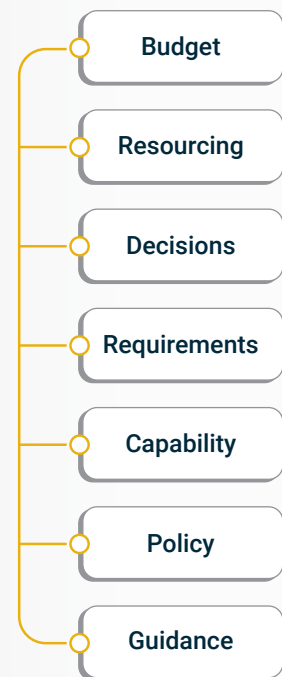 Budget
Resourcing
Decisions
Requirements
Capability
Policy
Guidance